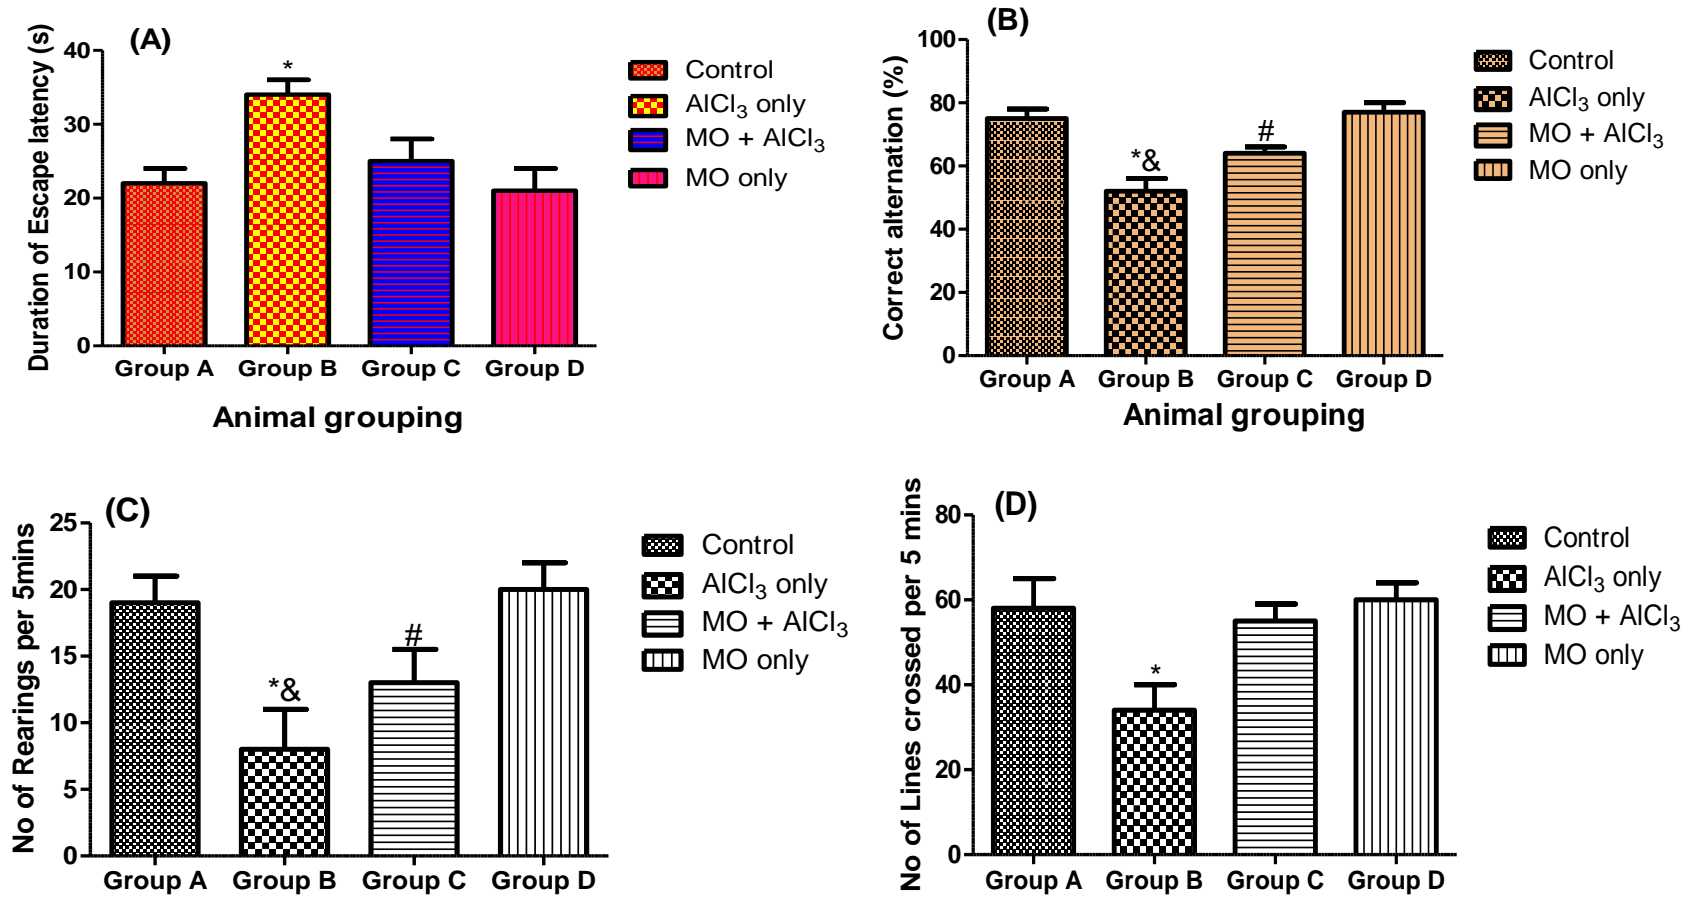 (A)
Duration of Escape latency (s)
40
30
20
10
0
*
Group A Group B Group C Group D
Animal grouping
Control
AlCl₃ only
MO + AlCl₃
MO only
(B)
Correct alternation (%)
100
80
60
40
20
0
*&
#
Group A Group B Group C Group D
Animal grouping
Control
AlCl₃ only
MO + AlCl₃
MO only
(C)
No of Rearings per 5mins
25
20
15
10
5
0
*&
#
Group A Group B Group C Group D
Control
AlCl₃ only
MO + AlCl₃
MO only
(D)
No of Lines crossed per 5 mins
80
60
40
20
0
*
Group A Group B Group C Group D
Control
AlCl₃ only
MO + AlCl₃
MO only